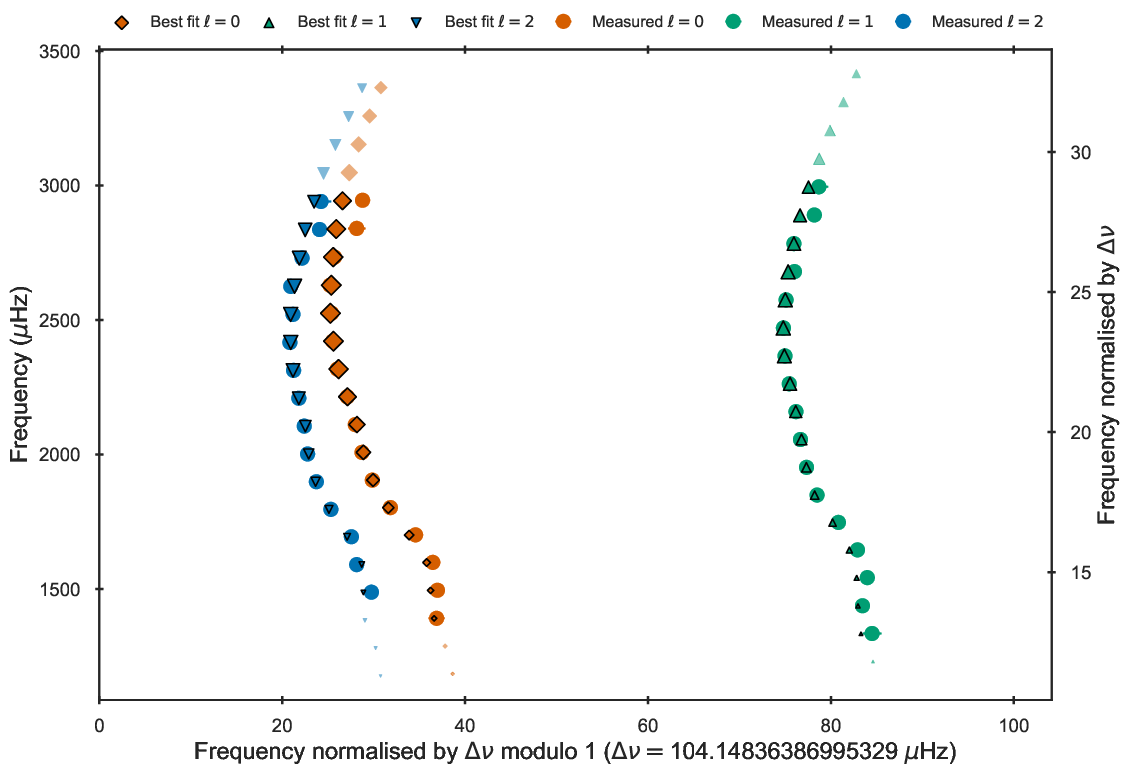 Best fit ℓ = 0 Best fit ℓ = 1 Best fit ℓ = 2 Measured ℓ = 0 Measured ℓ = 1 Measured ℓ = 2
3500
3000
2500
2000
1500
Frequency (μHz)
30
25
20
15
Frequency normalised by Δν
0 20 40 60 80 100
Frequency normalised by Δν modulo 1 (Δν = 104.14836386995329 μHz)